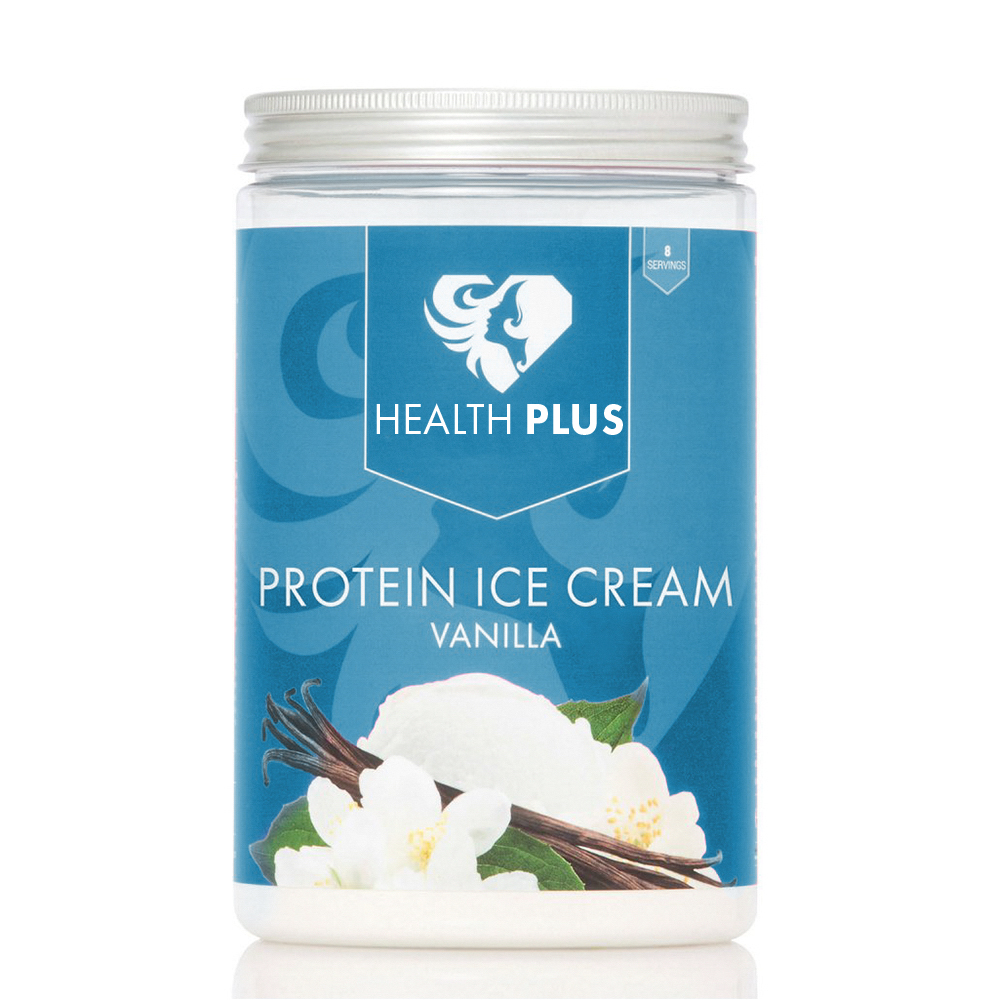 8
SERVINGS
HEALTH PLUS
PROTEIN ICE CREAM
VANILLA